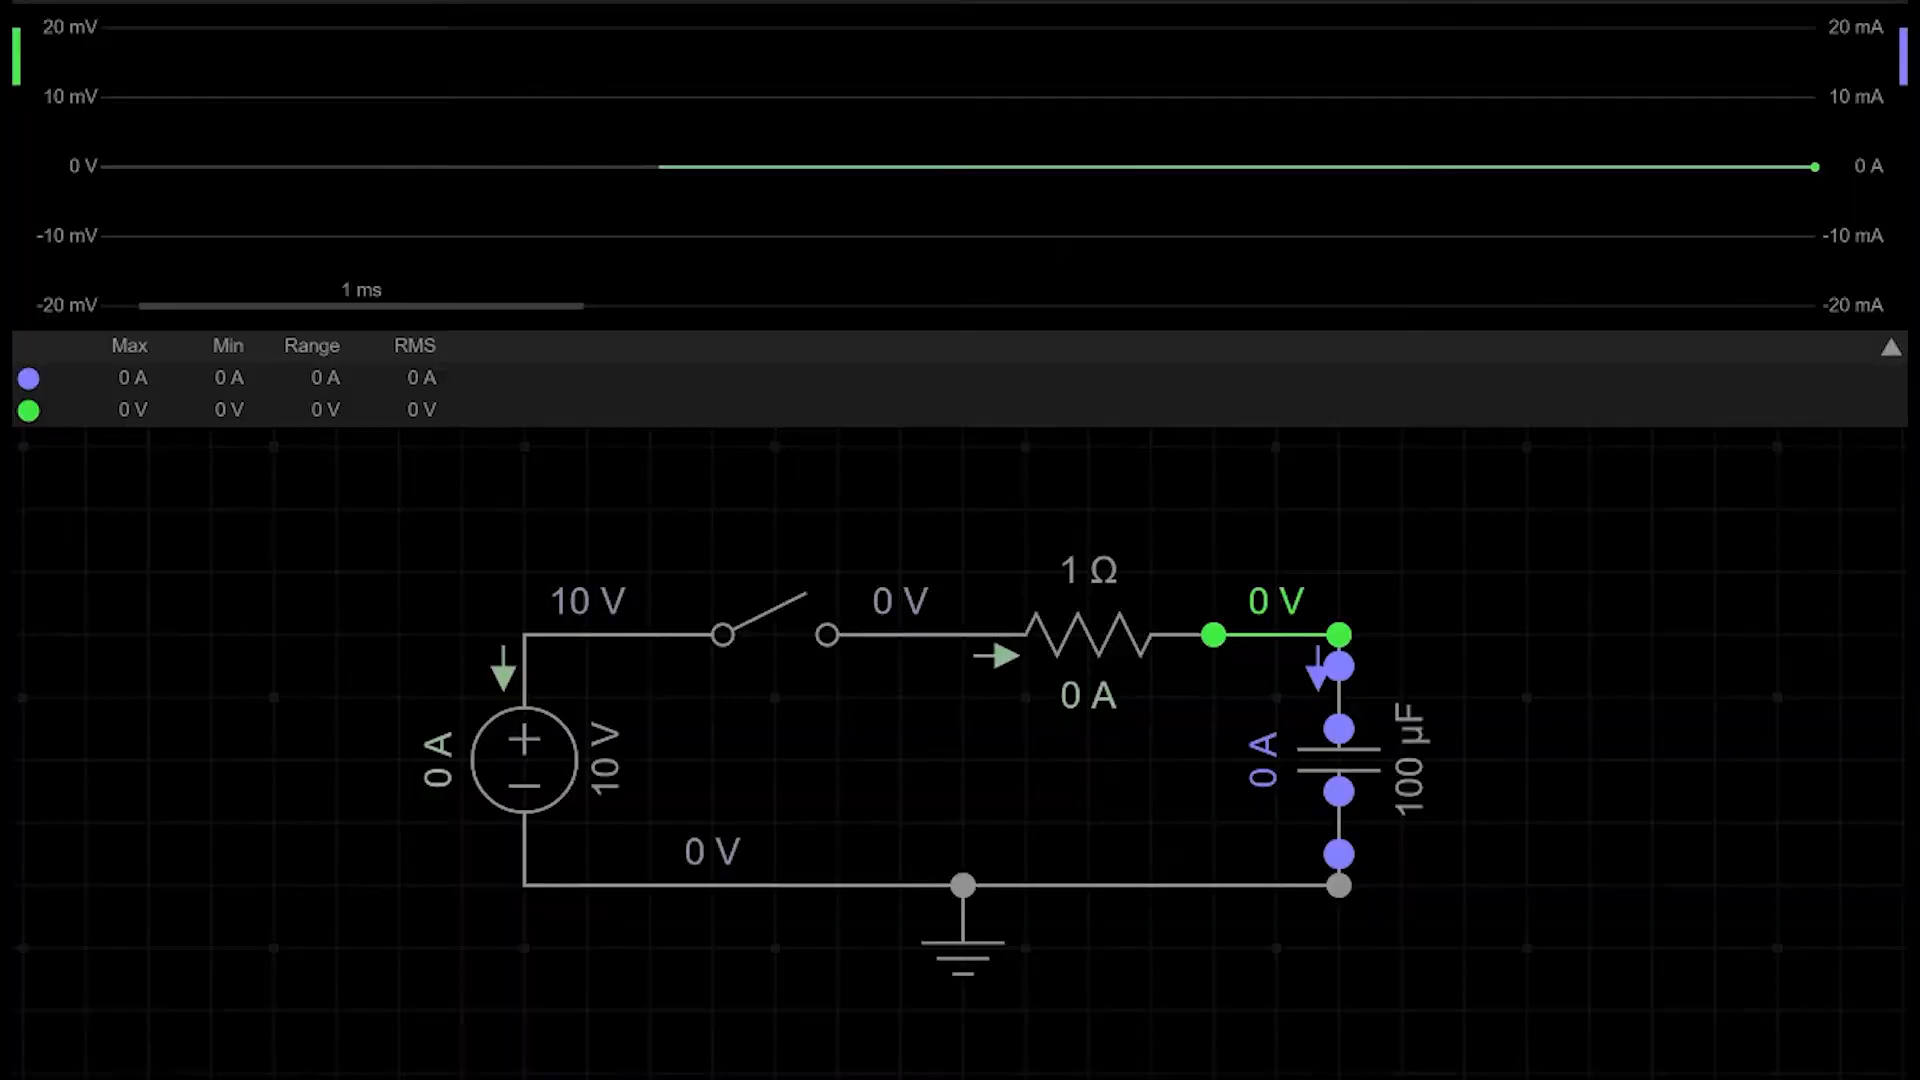 20 mV
20 mA
10 mV
10 mA
0 V
0 A
-10 mV
-10 mA
1 ms
-20 mV
-20 mA
Max Min Range RMS
0 A 0 A 0 A 0 A
0 V 0 V 0 V 0 V
1 Ω
10 V
0 V
0 V
0 A
0 A
10 V
0 A
100 µF
0 V